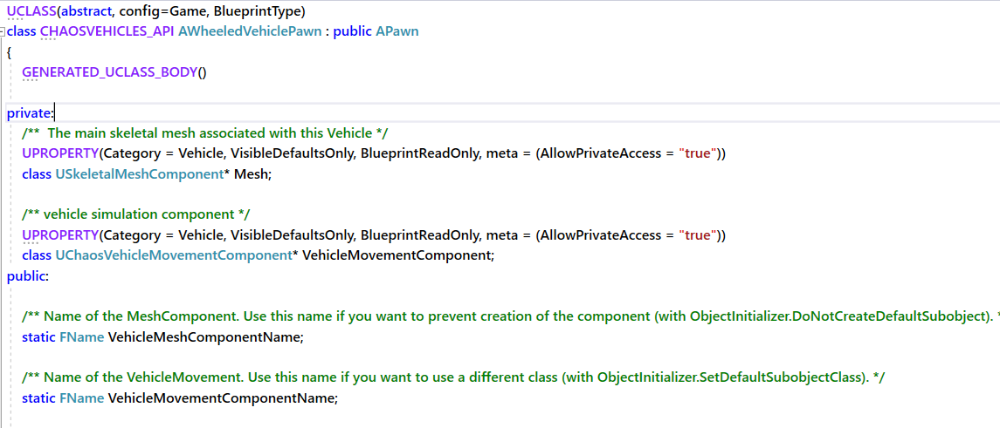 UCLASS(abstract, config=Game, BlueprintType)
class CHAOSVEHICLES_API AWheeledVehiclePawn : public APawn
{
GENERATED_UCLASS_BODY()
private:
/**  The main skeletal mesh associated with this Vehicle */
UPROPERTY(Category = Vehicle, VisibleDefaultsOnly, BlueprintReadOnly, meta = (AllowPrivateAccess = "true"))
class USkeletalMeshComponent* Mesh;
/** vehicle simulation component */
UPROPERTY(Category = Vehicle, VisibleDefaultsOnly, BlueprintReadOnly, meta = (AllowPrivateAccess = "true"))
class UChaosVehicleMovementComponent* VehicleMovementComponent;
public:
/** Name of the MeshComponent. Use this name if you want to prevent creation of the component (with ObjectInitializer.DoNotCreateDefaultSubobject). *
static FName VehicleMeshComponentName;
/** Name of the VehicleMovement. Use this name if you want to use a different class (with ObjectInitializer.SetDefaultSubobjectClass). */
static FName VehicleMovementComponentName;